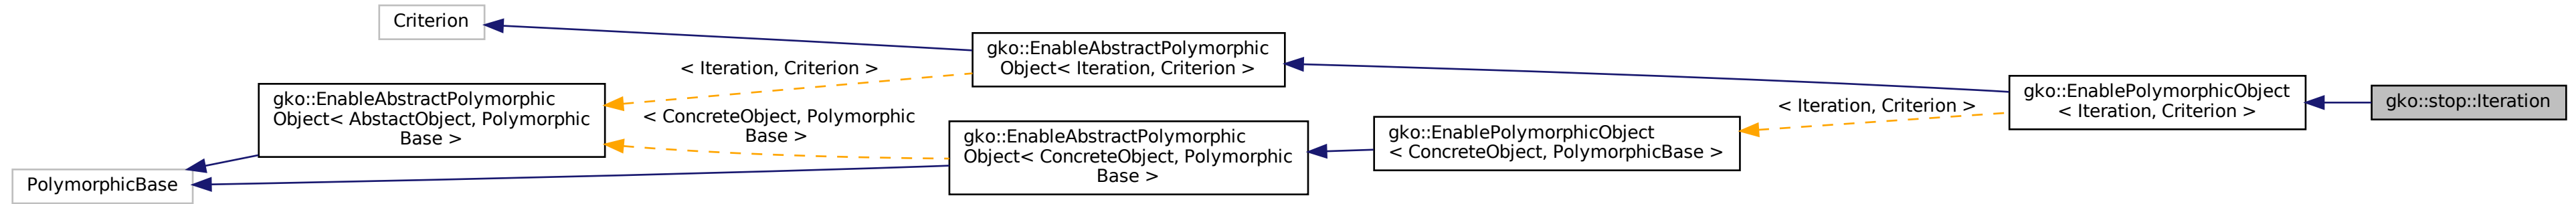 Criterion
gko::EnableAbstractPolymorphic
Object< Iteration, Criterion >
< Iteration, Criterion >
gko::EnablePolymorphicObject
< Iteration, Criterion >
gko::stop::Iteration
gko::EnableAbstractPolymorphic
Object< AbstactObject, Polymorphic
Base >
< ConcreteObject, Polymorphic
Base >
< Iteration, Criterion >
gko::EnableAbstractPolymorphic
Object< ConcreteObject, Polymorphic
Base >
gko::EnablePolymorphicObject
< ConcreteObject, PolymorphicBase >
PolymorphicBase